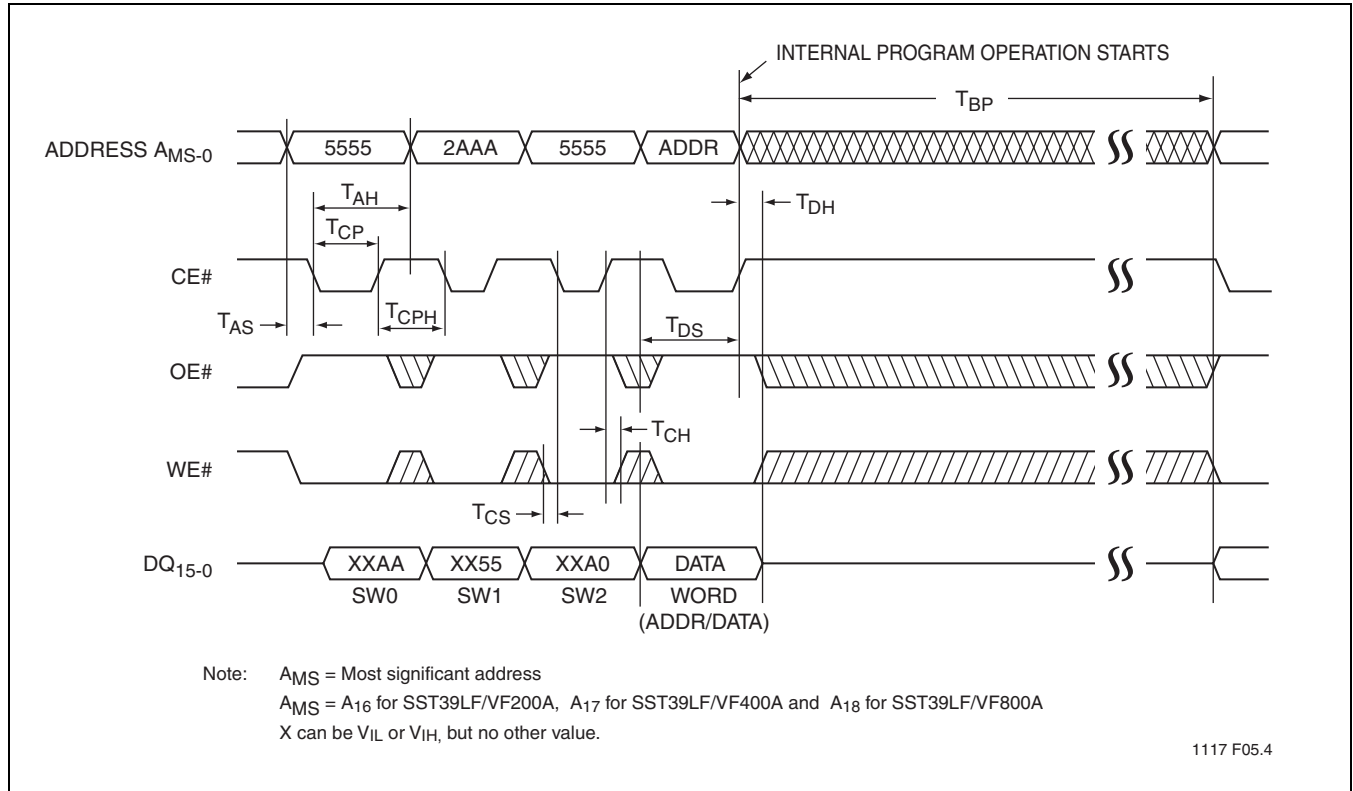 INTERNAL PROGRAM OPERATION STARTS
TBP
ADDRESS AMS-0
5555
2AAA
5555
ADDR
TAH
TDH
TCP
CE#
TAS
TCPH
TDS
OE#
TCH
WE#
TCS
DQ15-0
XXAA
XX55
XXA0
DATA
SW0
SW1
SW2
WORD
(ADDR/DATA)
Note: AMS = Most significant address
AMS = A16 for SST39LF/VF200A, A17 for SST39LF/VF400A and A18 for SST39LF/VF800A
X can be VIL or VIH, but no other value.
1117 F05.4